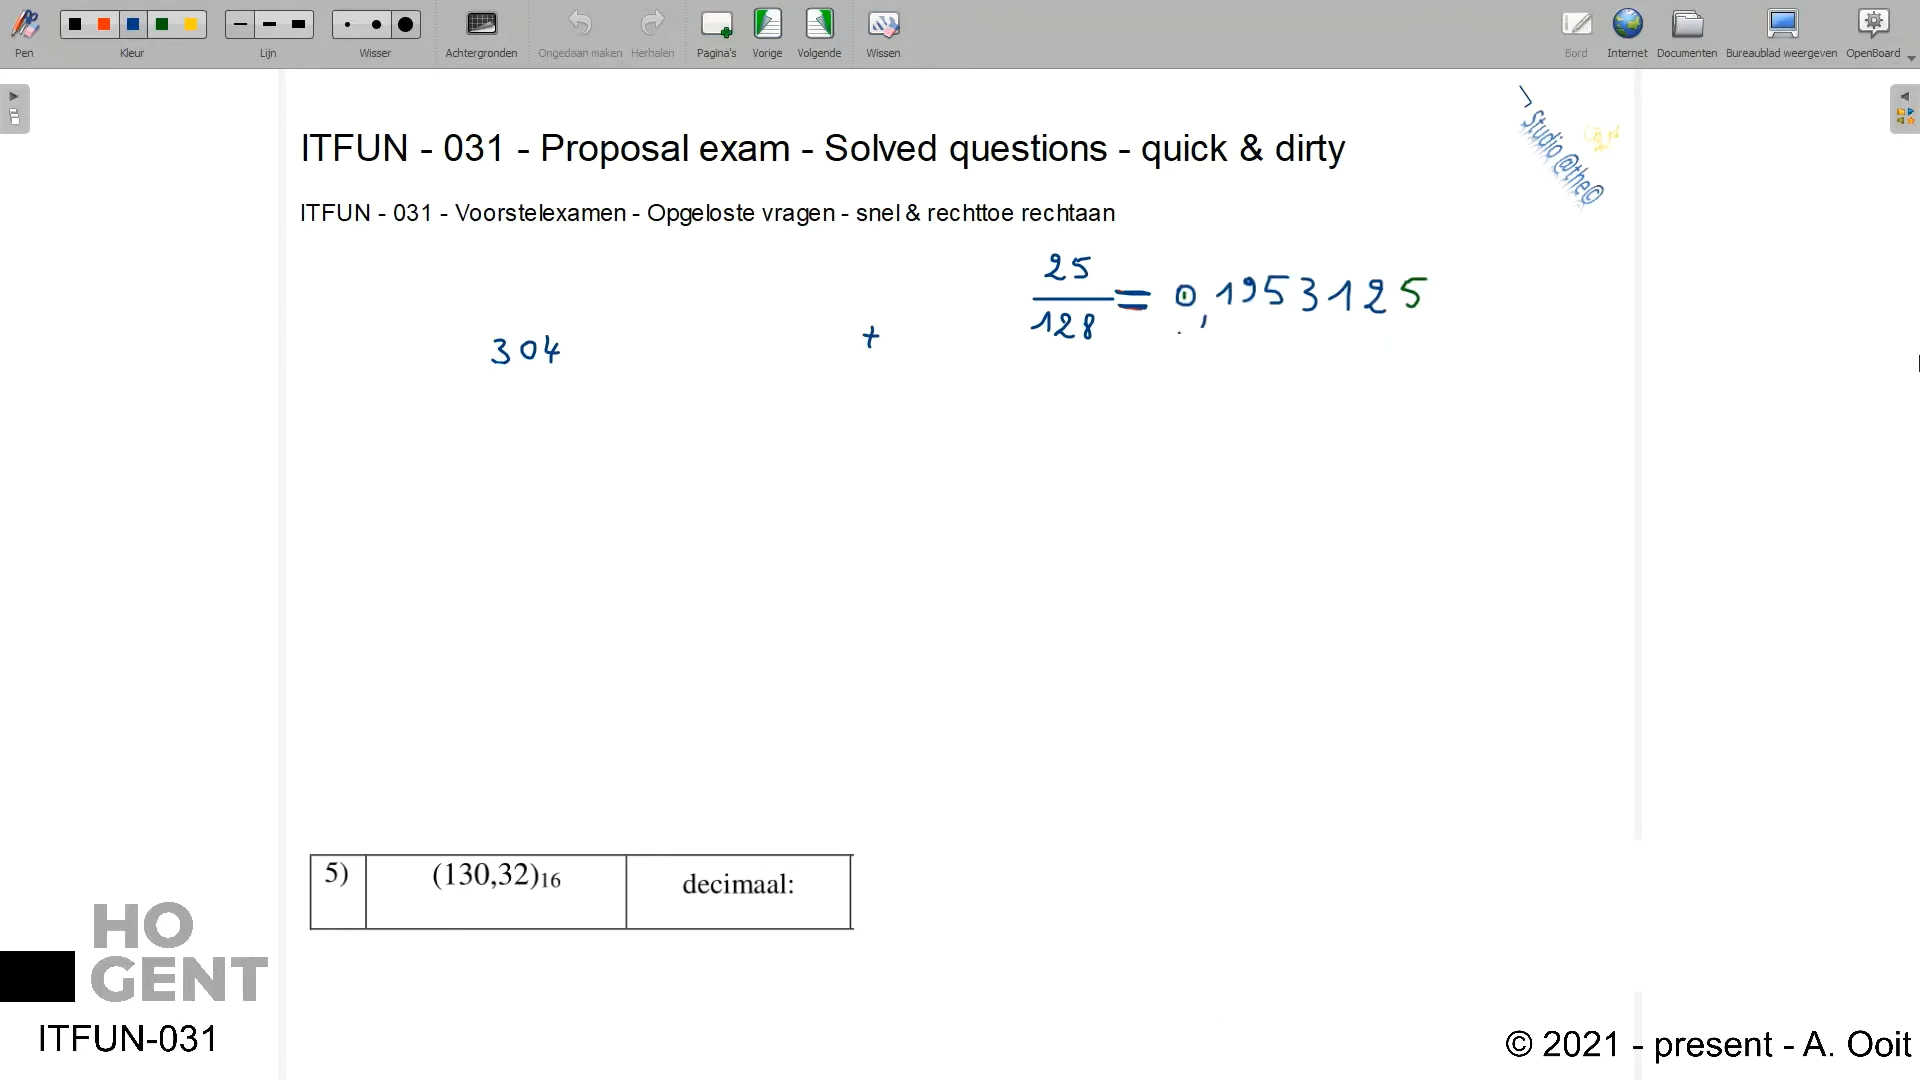 Pen
Kleur
Lijn
Wisser
Achtergronden
Ongedaan maken
Herhalen
Pagina's
Vorige
Volgende
Wissen
Bord
Internet
Documenten
Bureaublad weergeven
OpenBoard
ITFUN - 031 - Proposal exam - Solved questions - quick & dirty
Studio @the©
ITFUN - 031 - Voorstelexamen - Opgeloste vragen - snel & rechttoe rechtaan
304 + 25/128 = 0,1953125
5) (130,32)₁₆ decimaal:
HO
GENT
ITFUN-031
© 2021 - present - A. Ooit